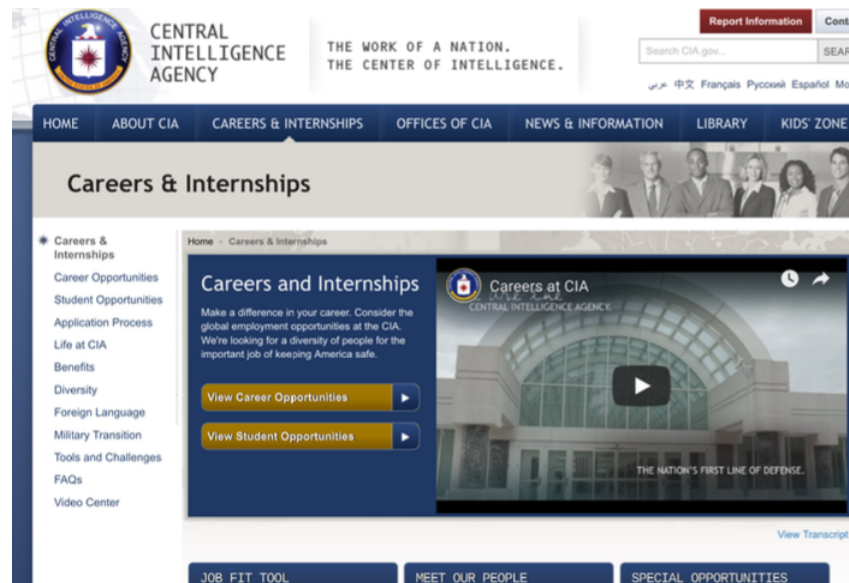 CENTRAL
INTELLIGENCE
AGENCY
THE WORK OF A NATION.
THE CENTER OF INTELLIGENCE.
Report Information
Search CIA.gov...
عربي 中文 Français Русский Español
HOME ABOUT CIA CAREERS & INTERNSHIPS OFFICES OF CIA NEWS & INFORMATION LIBRARY KIDS' ZONE
Careers & Internships
Careers &
Internships
Career Opportunities
Student Opportunities
Application Process
Life at CIA
Benefits
Diversity
Foreign Language
Military Transition
Tools and Challenges
FAQs
Video Center
Home Careers & Internships
Careers and Internships
Make a difference in your career. Consider the
global employment opportunities at the CIA.
We're looking for a diversity of people for the
important job of keeping America safe.
View Career Opportunities
View Student Opportunities
Careers at CIA
we are the
CENTRAL INTELLIGENCE AGENCY.
THE NATION'S FIRST LINE OF DEFENSE.
View Transcript
JOB FIT TOOL
MEET OUR PEOPLE
SPECIAL OPPORTUNITIES